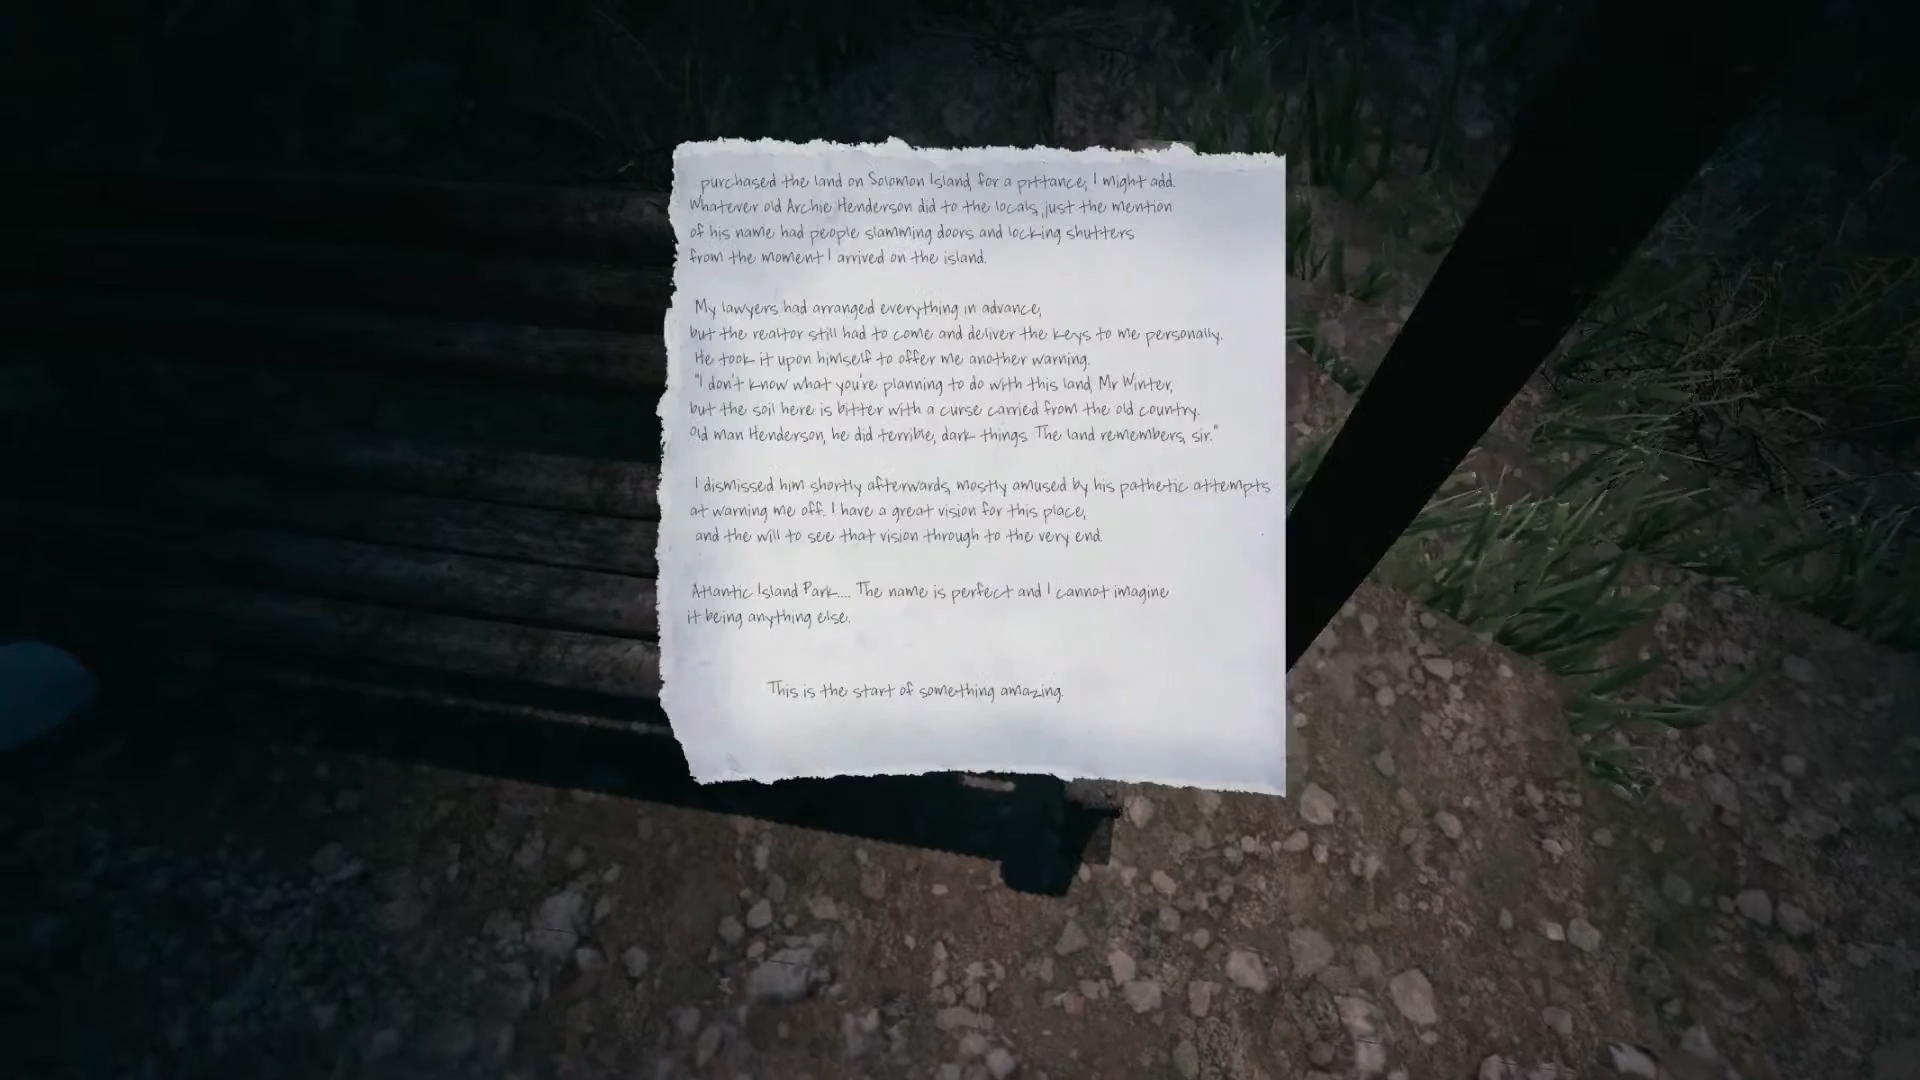 purchased the land on Solomon Island, for a pittance, I might add.
Whatever old Archie Henderson did to the locals, just the mention
of his name had people slamming doors and locking shutters
from the moment I arrived on the island.
My lawyers had arranged everything in advance,
but the realtor still had to come and deliver the keys to me personally.
He took it upon himself to offer me another warning.
"I don't know what you're planning to do with this land, Mr Winter,
but the soil here is bitter with a curse carried from the old country.
Old man Henderson, he did terrible, dark things. The land remembers, sir."
I dismissed him shortly afterwards, mostly amused by his pathetic attempts
at warning me off. I have a great vision for this place,
and the will to see that vision through to the very end.
Atlantic Island Park.... The name is perfect and I cannot imagine
it being anything else.
This is the start of something amazing.